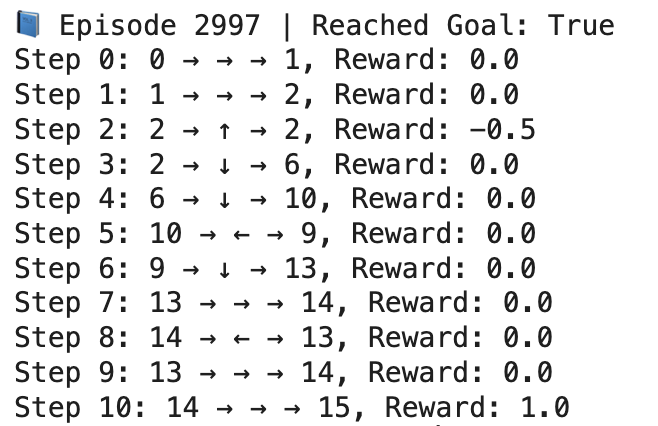 📘 Episode 2997 | Reached Goal: True
Step 0: 0 → → → 1, Reward: 0.0
Step 1: 1 → → → 2, Reward: 0.0
Step 2: 2 → ↑ → 2, Reward: -0.5
Step 3: 2 → ↓ → 6, Reward: 0.0
Step 4: 6 → ↓ → 10, Reward: 0.0
Step 5: 10 → ← → 9, Reward: 0.0
Step 6: 9 → ↓ → 13, Reward: 0.0
Step 7: 13 → → → 14, Reward: 0.0
Step 8: 14 → ← → 13, Reward: 0.0
Step 9: 13 → → → 14, Reward: 0.0
Step 10: 14 → → → 15, Reward: 1.0